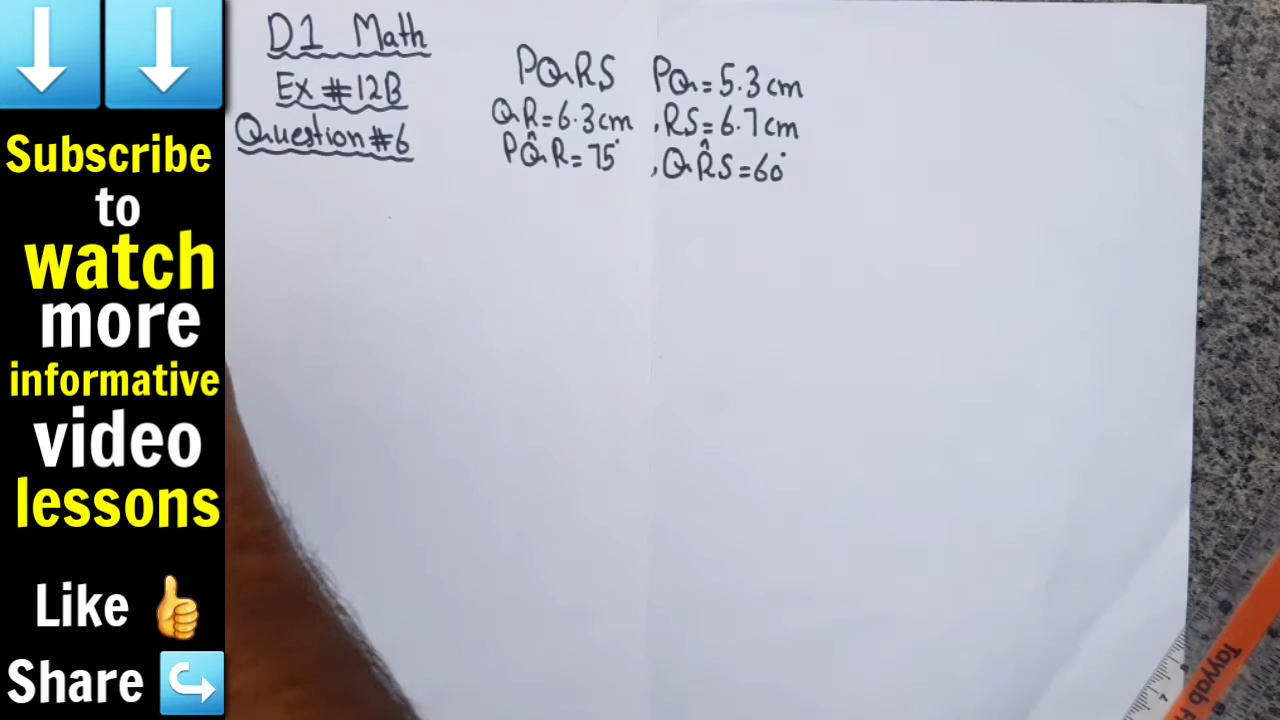 Subscribe
to
watch
more
informative
video
lessons
Like
Share
D1 Math
Ex # 12B
Question #6
PQRS PQ = 5.3 cm
QR = 6.3 cm , RS = 6.7 cm
PQ̂R = 75° , QR̂S = 60°
Tayyab